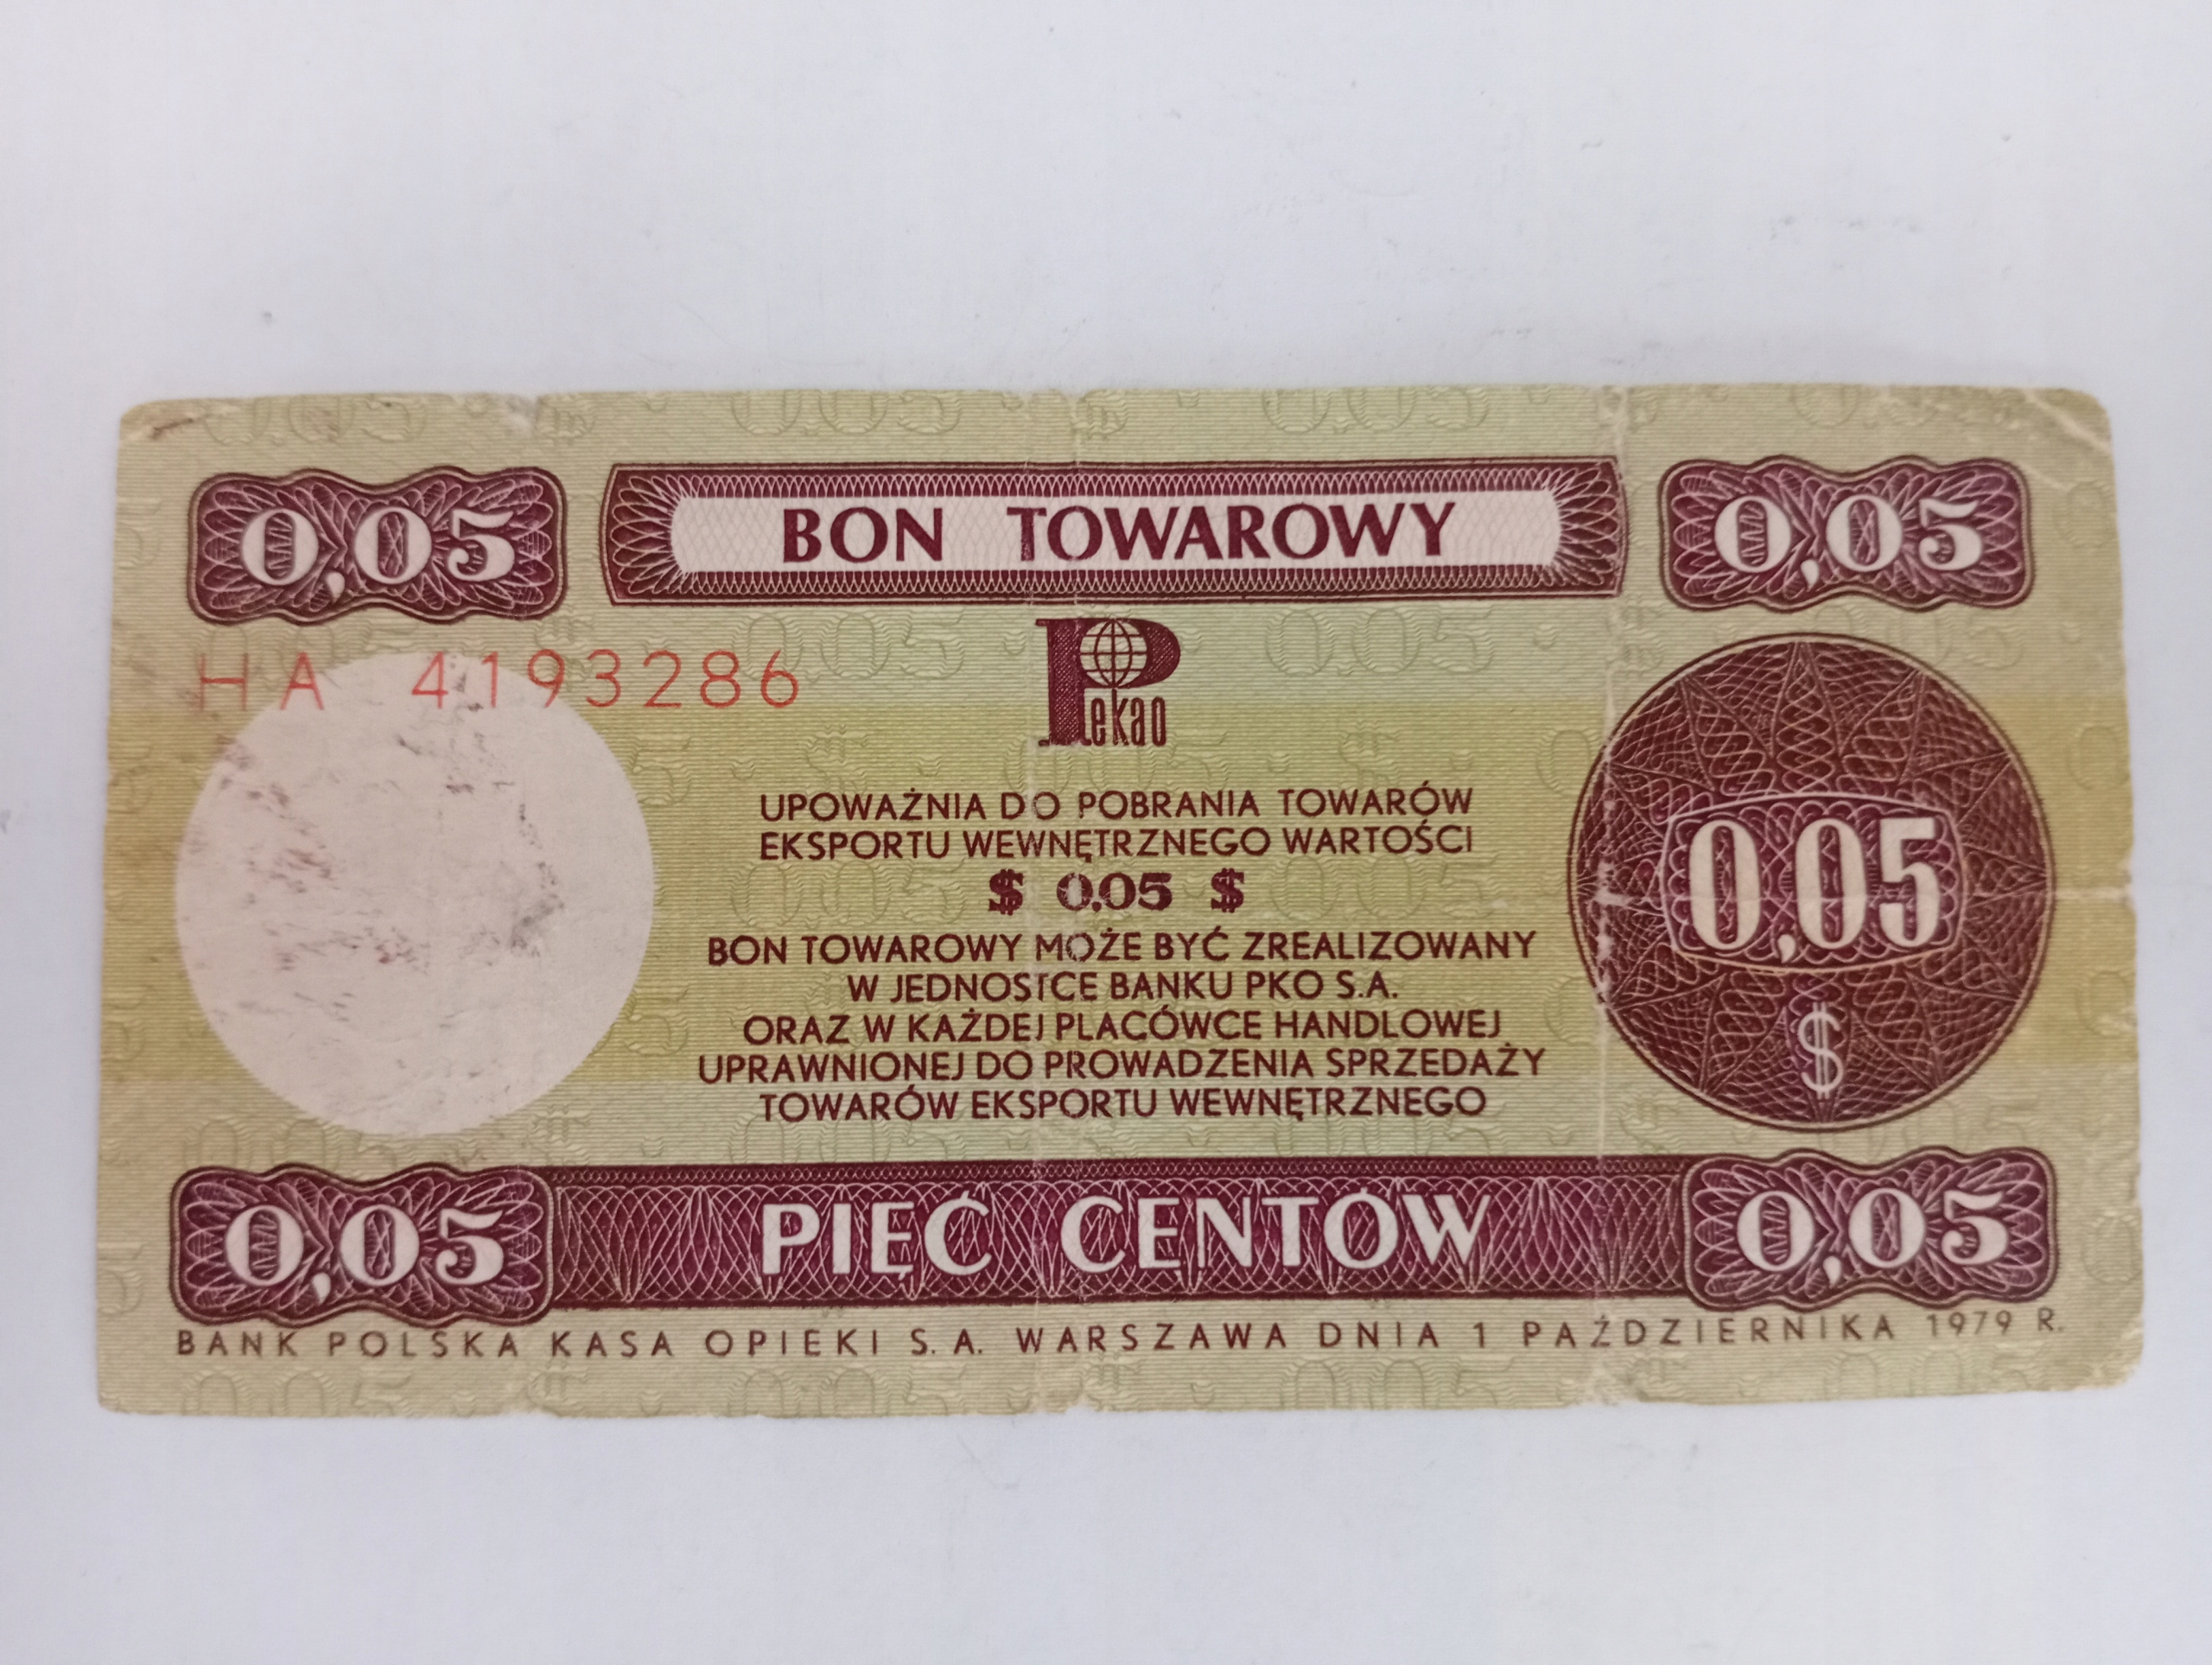 0,05 BON TOWAROWY 0,05
HA 4193286
Pekao
UPOWAŻNIA DO POBRANIA TOWARÓW
EKSPORTU WEWNĘTRZNEGO WARTOŚCI
$ 0.05 $
0,05
$
BON TOWAROWY MOŻE BYĆ ZREALIZOWANY
W JEDNOSTCE BANKU PKO S.A.
ORAZ W KAŻDEJ PLACÓWCE HANDLOWEJ
UPRAWNIONEJ DO PROWADZENIA SPRZEDAŻY
TOWARÓW EKSPORTU WEWNĘTRZNEGO
0,05 PIĘĆ CENTÓW 0,05
BANK POLSKA KASA OPIEKI S.A. WARSZAWA DNIA 1 PAŹDZIERNIKA 1979 R.